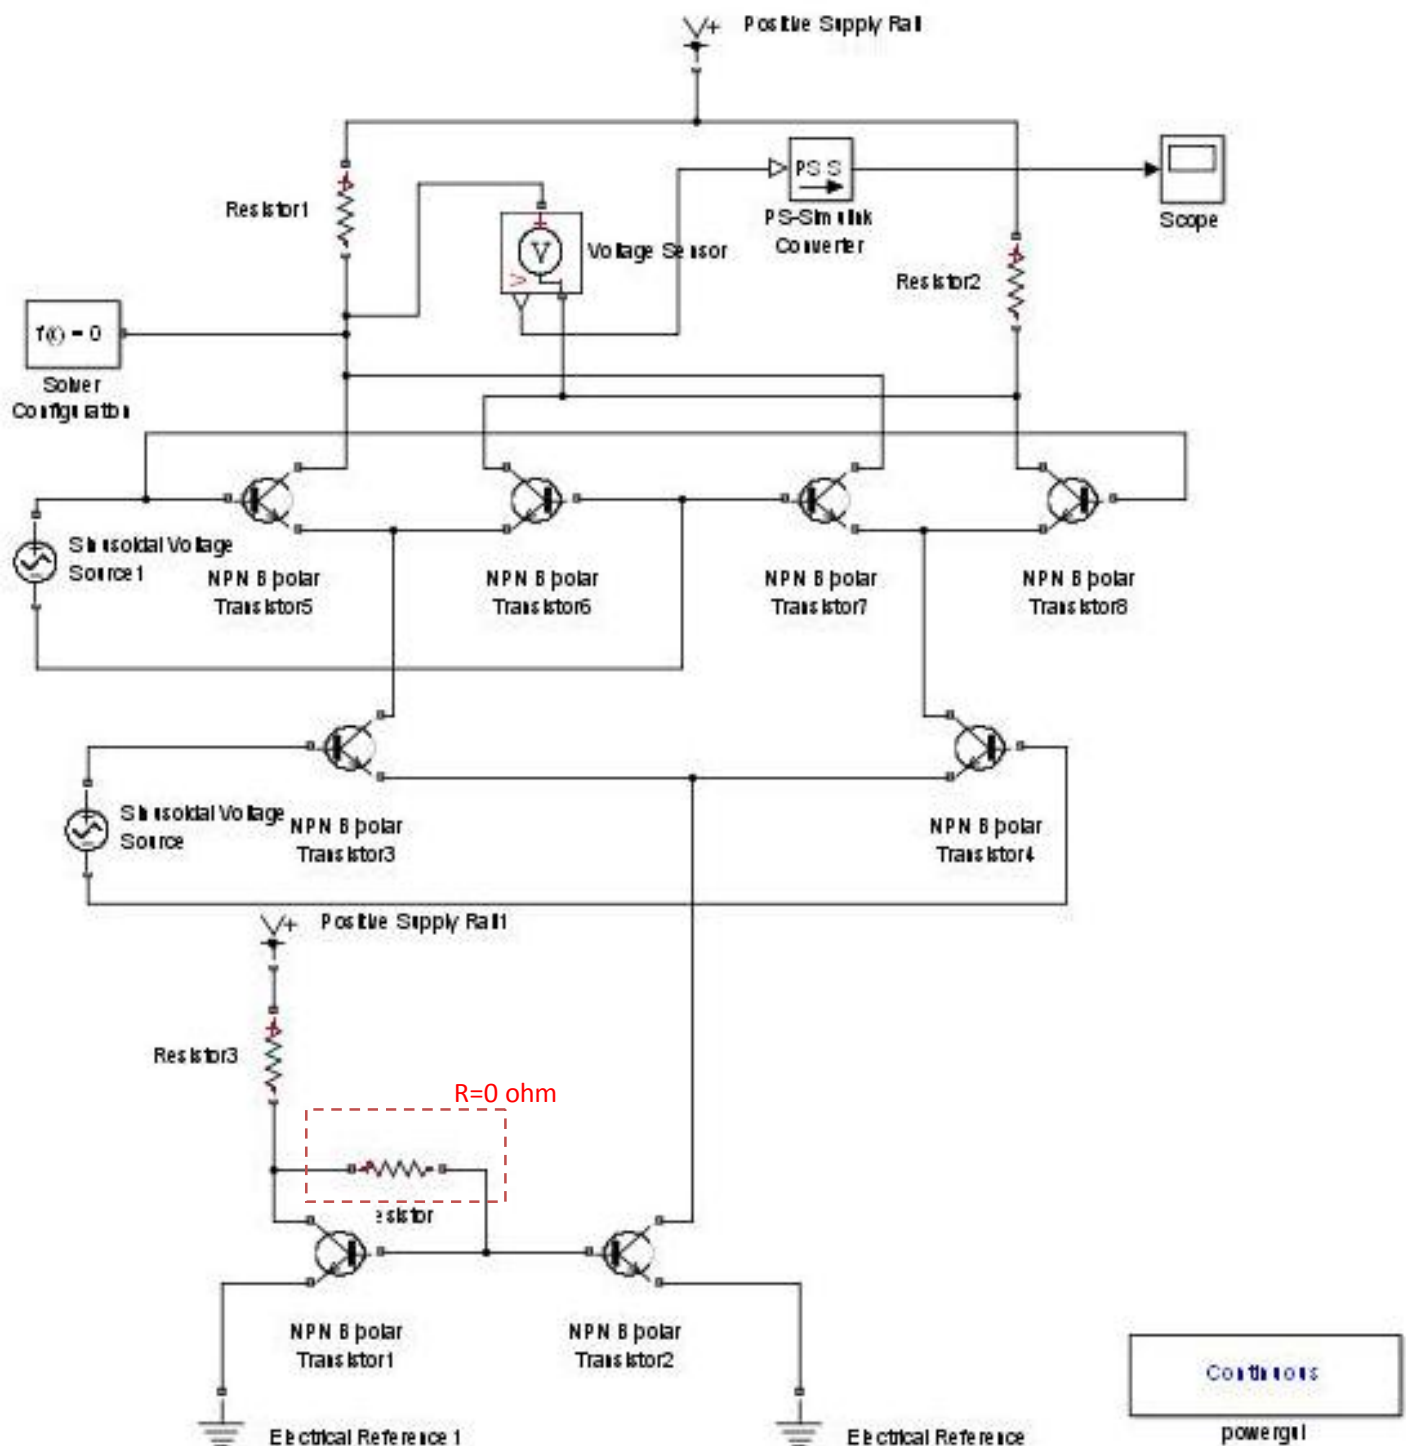 V+ Positive Supply Rail
Resistor1
V
V
Voltage Sensor
PS S
PS-Simulink
Converter
Scope
Resistor2
f(x) = 0
Solver
Configuration
Sinusoidal Voltage
Source1
NPN Bipolar
Transistor5
NPN Bipolar
Transistor6
NPN Bipolar
Transistor7
NPN Bipolar
Transistor8
Sinusoidal Voltage
Source
NPN Bipolar
Transistor3
NPN Bipolar
Transistor4
V+ Positive Supply Rail1
Resistor3
R=0 ohm
esistor
NPN Bipolar
Transistor1
NPN Bipolar
Transistor2
Electrical Reference 1
Electrical Reference
Continuous
powergui